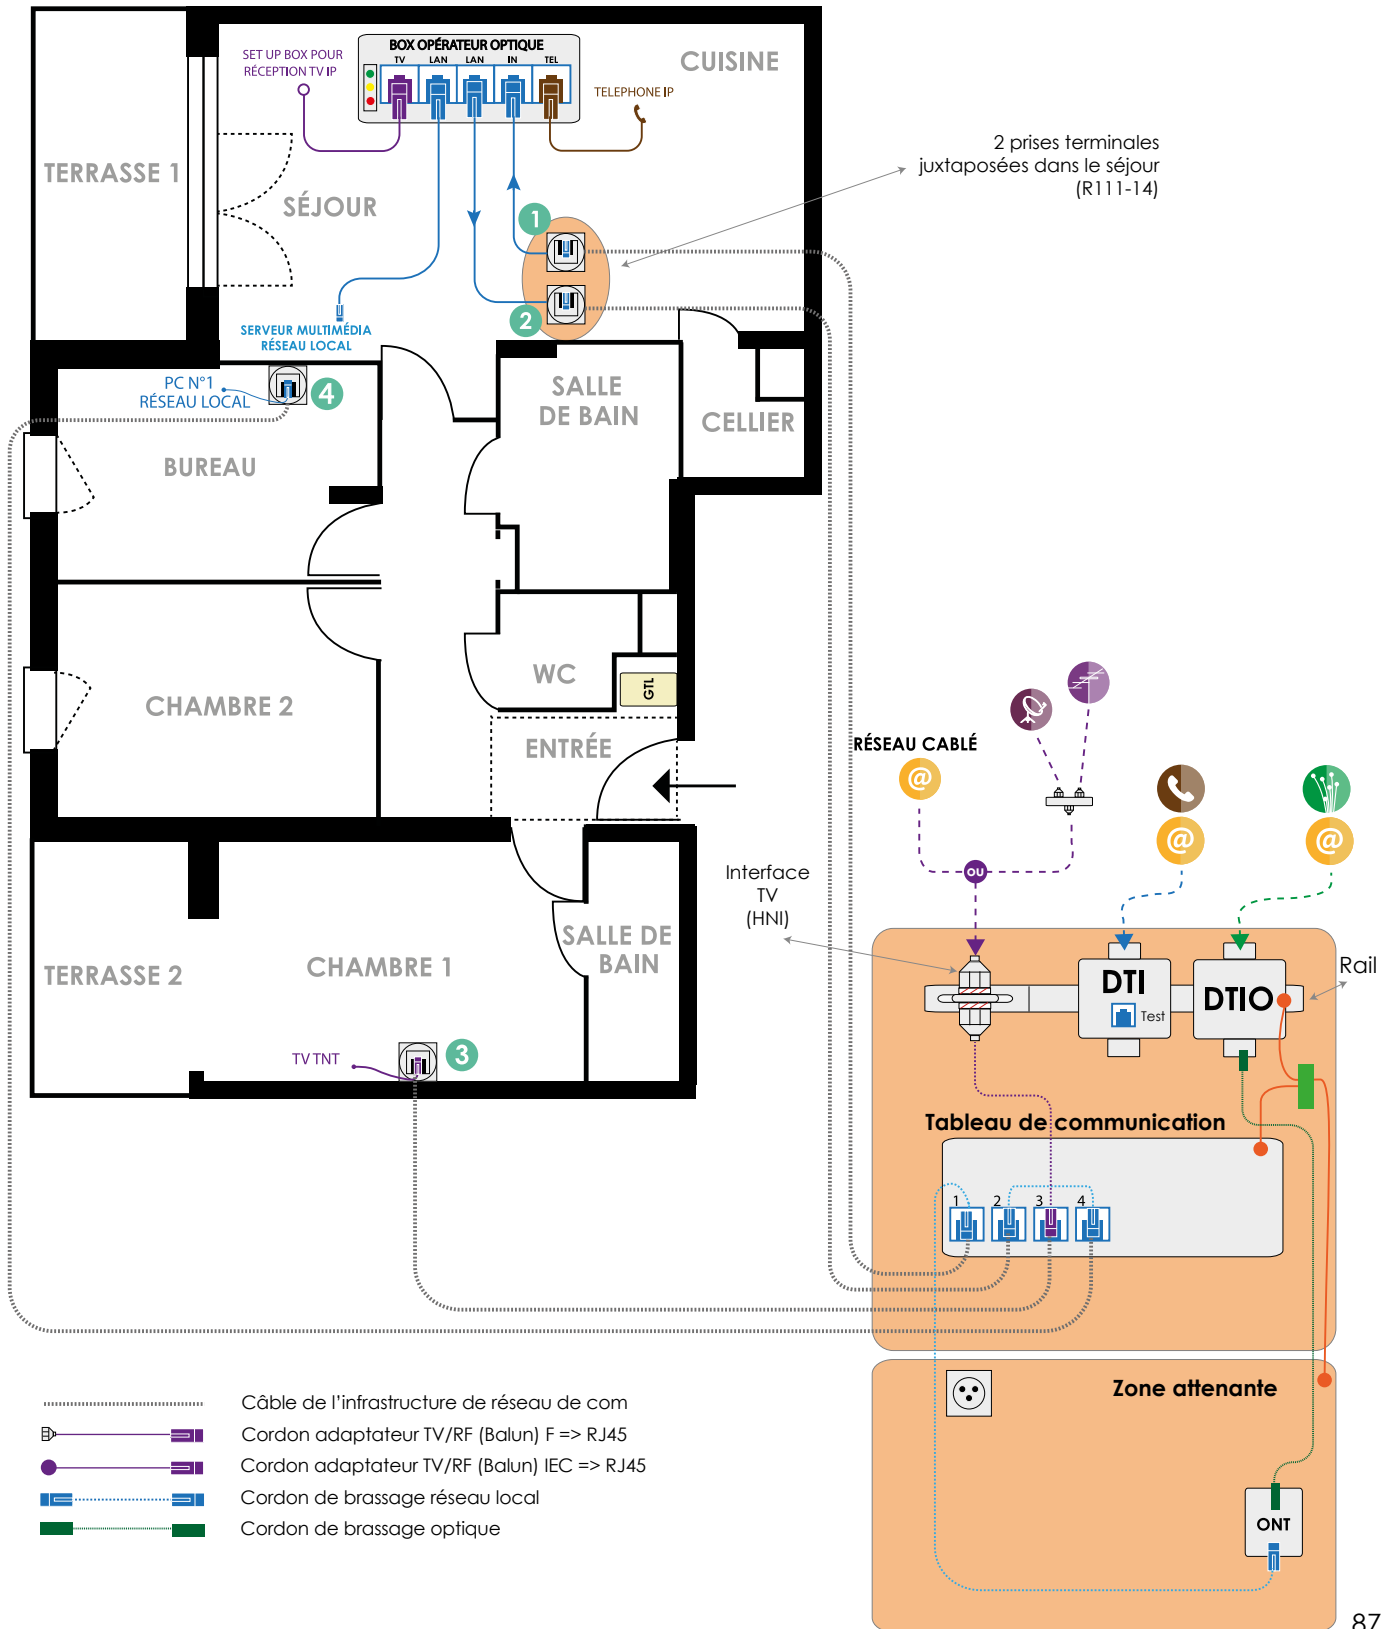 BOX OPÉRATEUR OPTIQUE
TV LAN LAN IN TEL
SET UP BOX POUR
RÉCEPTION TV IP
CUISINE
TELEPHONE IP
2 prises terminales
juxtaposées dans le séjour
(R111-14)
TERRASSE 1
SÉJOUR
1
2
SERVEUR MULTIMÉDIA
RÉSEAU LOCAL
PC N°1
RÉSEAU LOCAL
4
SALLE
DE BAIN
CELLIER
BUREAU
WC
GTL
CHAMBRE 2
ENTRÉE
RÉSEAU CABLÉ
@
@
@
OU
Interface
TV
(HNI)
SALLE DE
BAIN
CHAMBRE 1
TERRASSE 2
Rail
DTI
Test
DTIO
TV TNT
3
Tableau de communication
1 2 3 4
Zone attenante
Câble de l'infrastructure de réseau de com
Cordon adaptateur TV/RF (Balun) F => RJ45
Cordon adaptateur TV/RF (Balun) IEC => RJ45
Cordon de brassage réseau local
Cordon de brassage optique
ONT
87